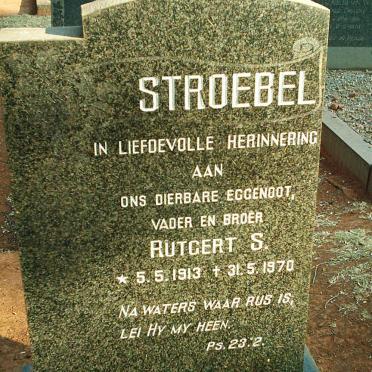 STROEBEL
IN LIEFDEVOLLE HERINNERING
AAN
ONS DIERBARE EGGENOOT,
VADER EN BROER
RUTGERT S.
★ 5.5.1913 † 31.5.1970
NA WATERS WAAR RUS IS,
LEI HY MY HEEN.
PS. 23:2.